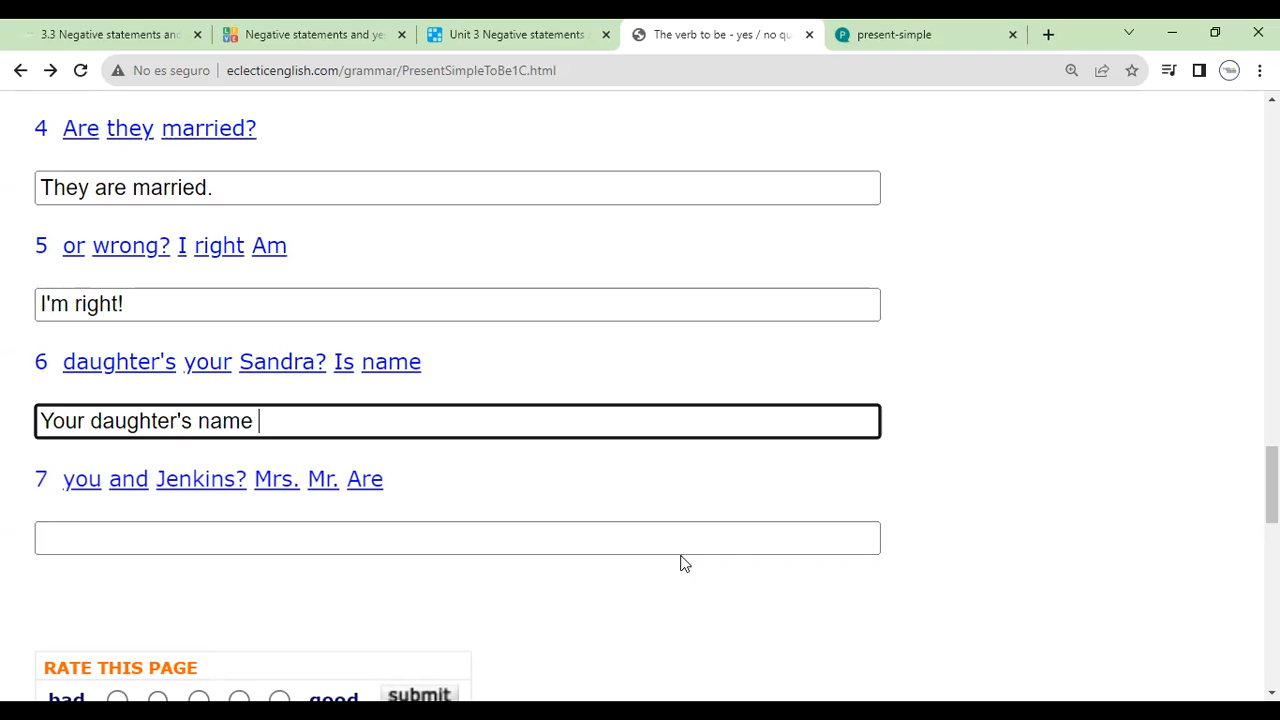 3.3 Negative statements and
Negative statements and ye
Unit 3 Negative statements
The verb to be - yes / no qu
present-simple
No es seguro
eclecticenglish.com/grammar/PresentSimpleToBe1C.html
4 Are they married?
They are married.
5 or wrong? I right Am
I'm right!
6 daughter's your Sandra? Is name
Your daughter's name
7 you and Jenkins? Mrs. Mr. Are
RATE THIS PAGE
bad good submit